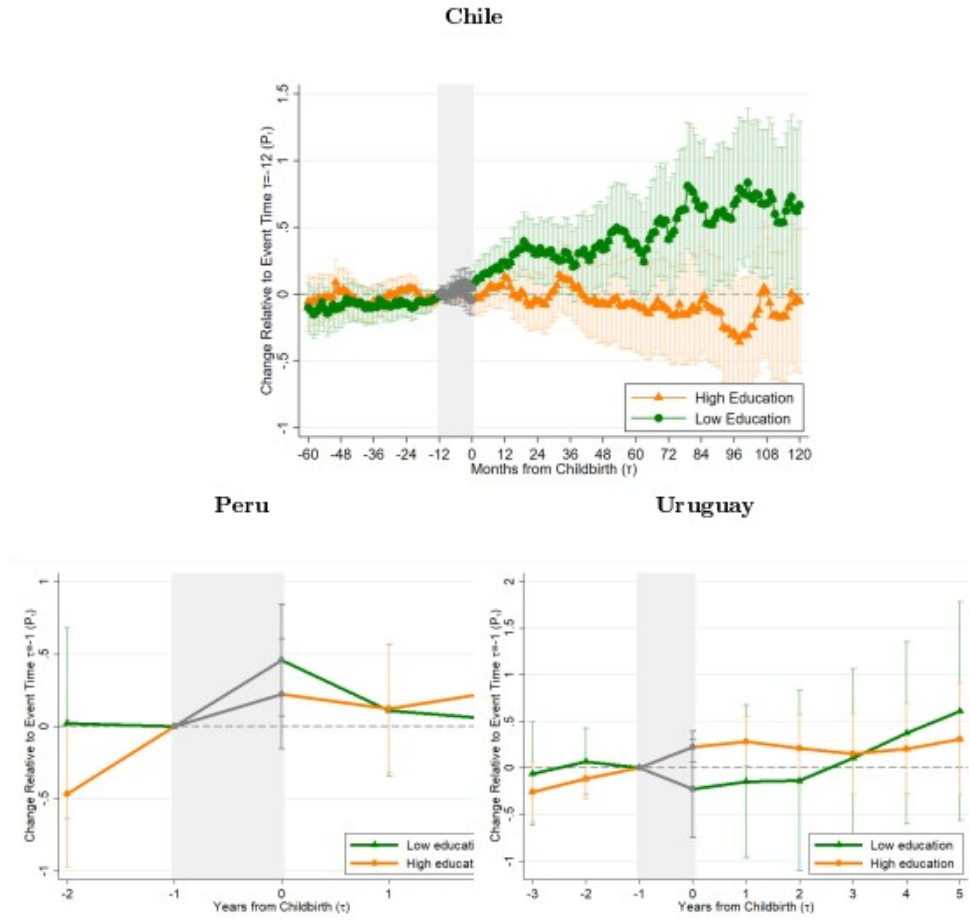 Chile
Change Relative to Event Time τ=-12 (Pτ)
1.5
1
.5
0
-.5
-1
-60 -48 -36 -24 -12 0 12 24 36 48 60 72 84 96 108 120
Months from Childbirth (τ)
High Education
Low Education
Peru
Change Relative to Event Time τ=-1 (Pτ)
1
.5
0
-.5
-1
-2 -1 0 1
Years from Childbirth (τ)
Low educati
High educati
Uruguay
Change Relative to Event Time τ=-1 (Pτ)
2
1.5
1
0.5
0
-0.5
-1
-3 -2 -1 0 1 2 3 4 5
Years from Childbirth (τ)
Low education
High education